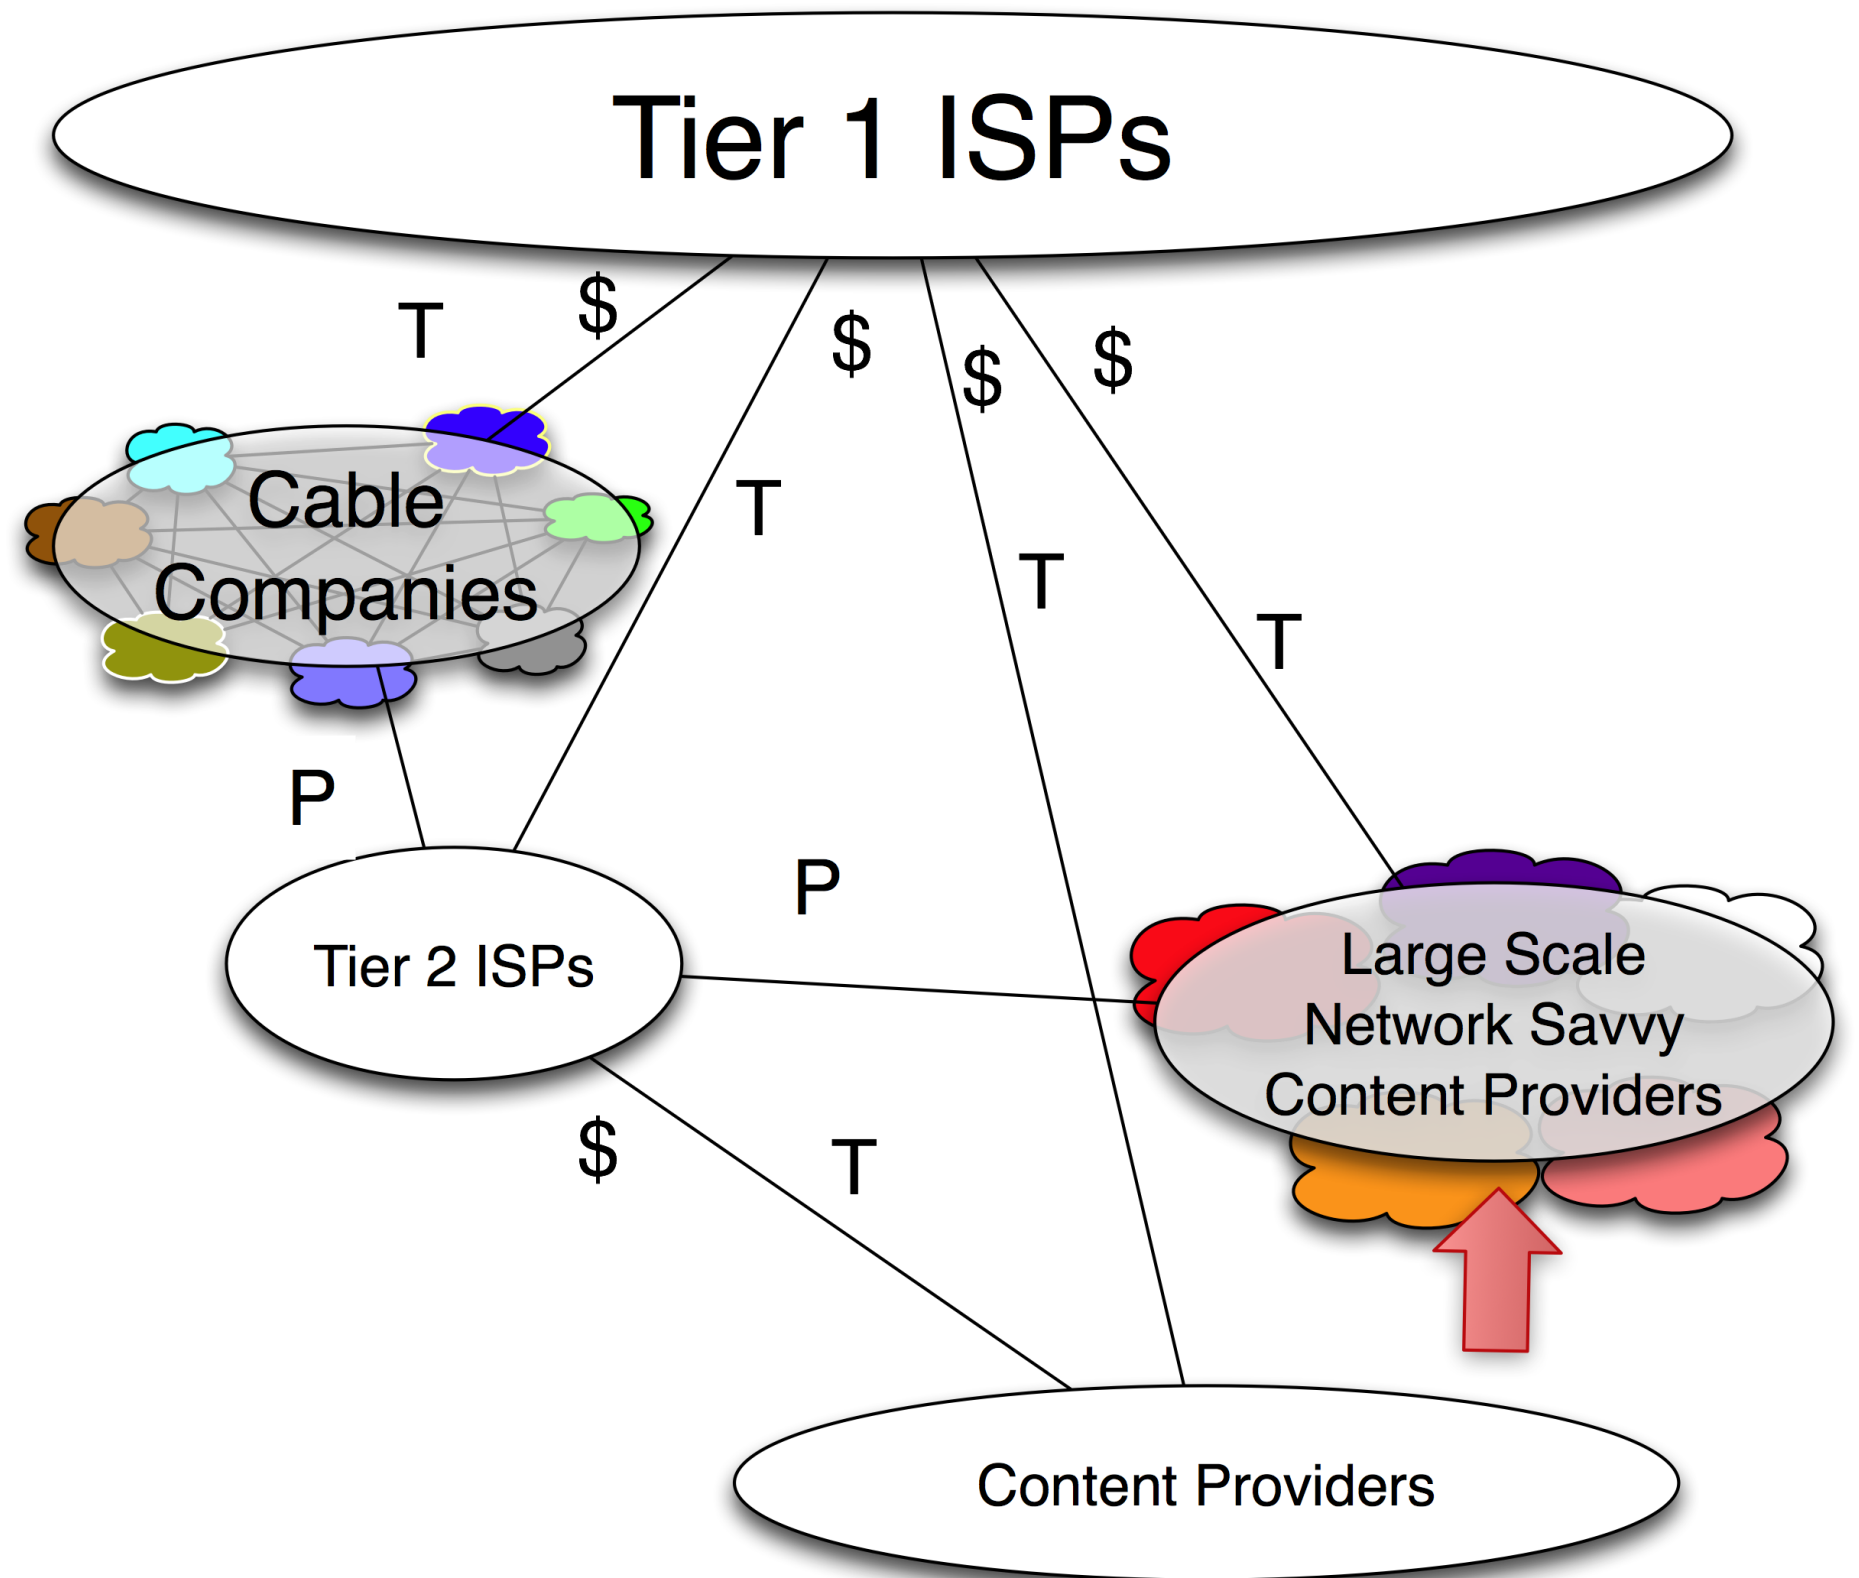 Tier 1 ISPs
T
$
$
$
$
Cable
Companies
T
T
T
P
P
Tier 2 ISPs
Large Scale
Network Savvy
Content Providers
$
T
Content Providers